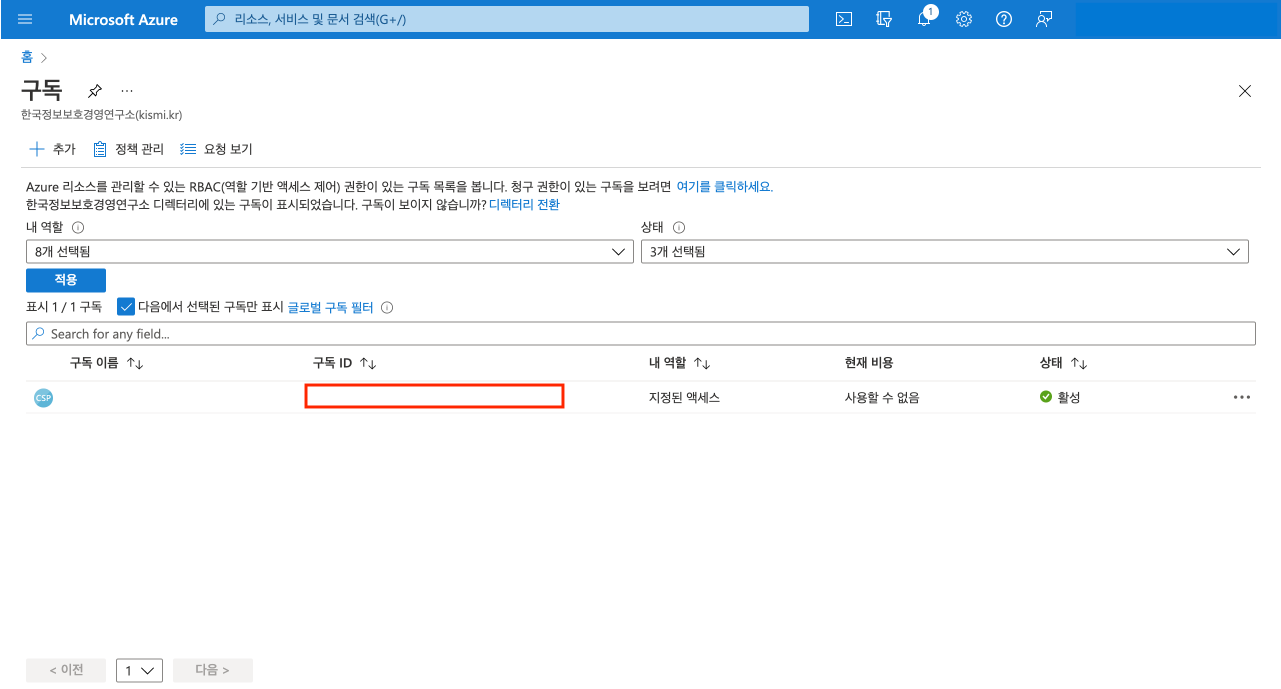 Microsoft Azure
리소스, 서비스 및 문서 검색(G+/)
1
홈 >
구독
...
한국정보보호경영연구소(kismi.kr)
추가 정책 관리 요청 보기
Azure 리소스를 관리할 수 있는 RBAC(역할 기반 액세스 제어) 권한이 있는 구독 목록을 봅니다. 청구 권한이 있는 구독을 보려면 여기를 클릭하세요.
한국정보보호경영연구소 디렉터리에 있는 구독이 표시되었습니다. 구독이 보이지 않습니까? 디렉터리 전환
내 역할 상태
8개 선택됨 3개 선택됨
적용
표시 1 / 1 구독 다음에서 선택된 구독만 표시 글로벌 구독 필터
Search for any field...
구독 이름 ↑↓ 구독 ID ↑↓ 내 역할 ↑↓ 현재 비용 상태 ↑↓
CSP 지정된 액세스 사용할 수 없음 활성 ...
< 이전 1 다음 >